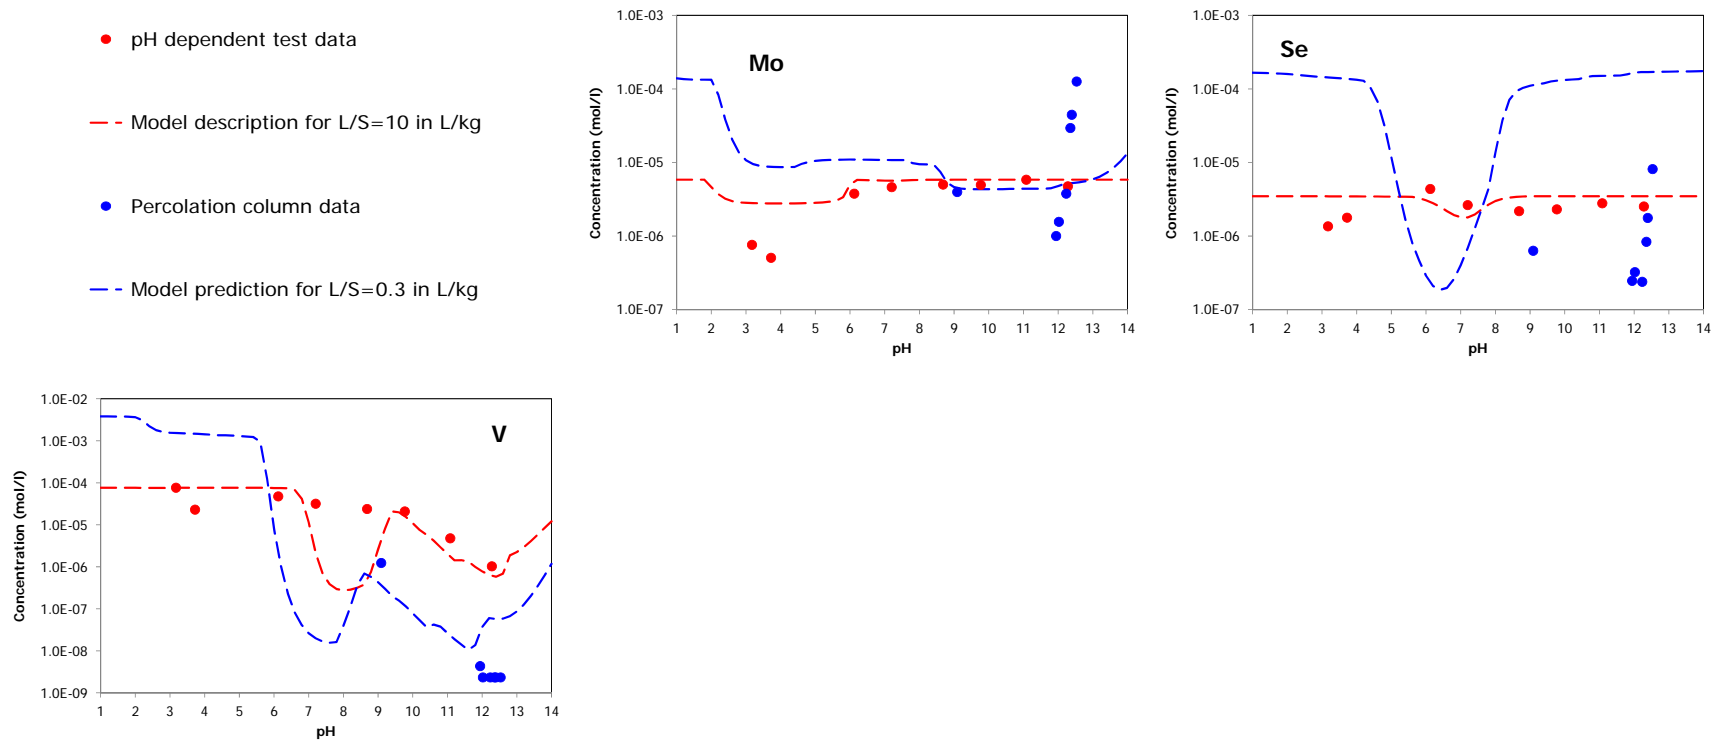 pH dependent test data
Model description for L/S=10 in L/kg
Percolation column data
Model prediction for L/S=0.3 in L/kg
Mo
Concentration (mol/l)
1.0E-03
1.0E-04
1.0E-05
1.0E-06
1.0E-07
1 2 3 4 5 6 7 8 9 10 11 12 13 14
pH
Se
Concentration (mol/l)
1.0E-03
1.0E-04
1.0E-05
1.0E-06
1.0E-07
1 2 3 4 5 6 7 8 9 10 11 12 13 14
pH
V
Concentration (mol/l)
1.0E-02
1.0E-03
1.0E-04
1.0E-05
1.0E-06
1.0E-07
1.0E-08
1.0E-09
1 2 3 4 5 6 7 8 9 10 11 12 13 14
pH